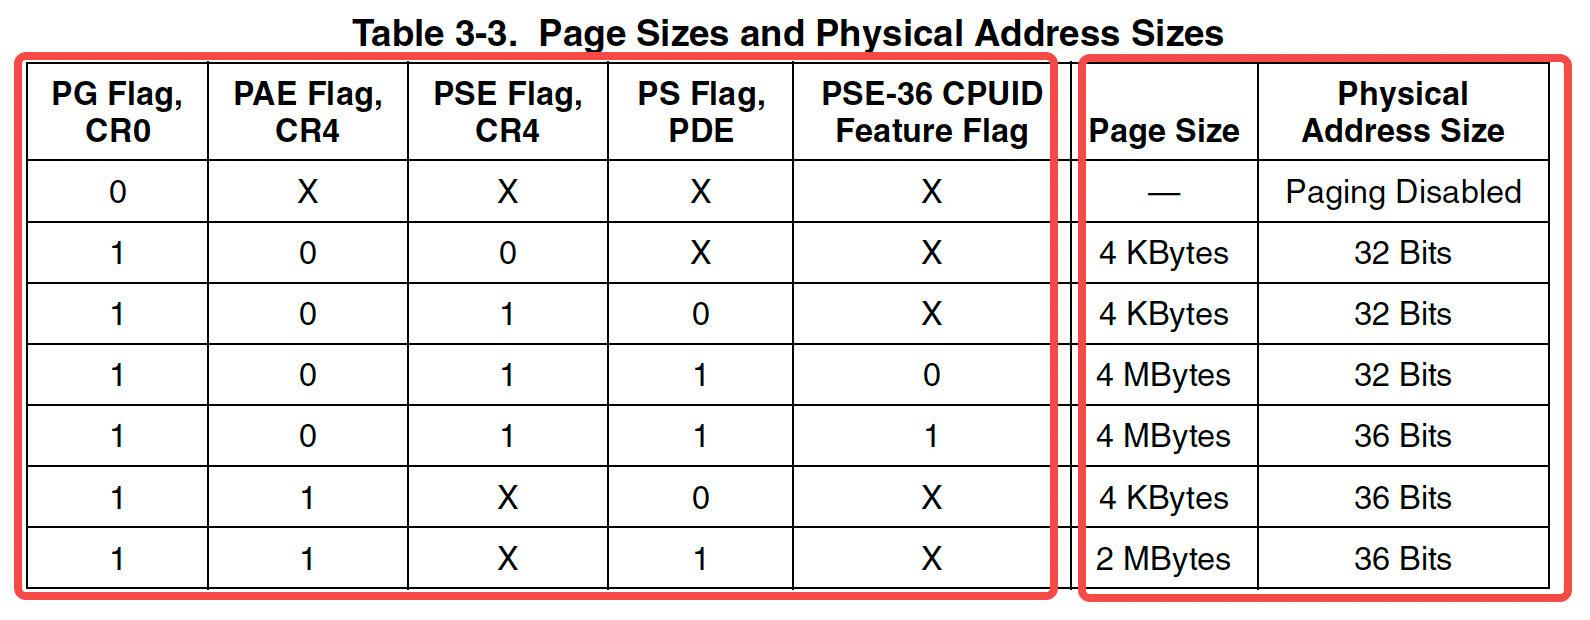 Table 3-3. Page Sizes and Physical Address Sizes
PG Flag, CR0 | PAE Flag, CR4 | PSE Flag, CR4 | PS Flag, PDE | PSE-36 CPUID Feature Flag | Page Size | Physical Address Size
0 | X | X | X | X | — | Paging Disabled
1 | 0 | 0 | X | X | 4 KBytes | 32 Bits
1 | 0 | 1 | 0 | X | 4 KBytes | 32 Bits
1 | 0 | 1 | 1 | 0 | 4 MBytes | 32 Bits
1 | 0 | 1 | 1 | 1 | 4 MBytes | 36 Bits
1 | 1 | X | 0 | X | 4 KBytes | 36 Bits
1 | 1 | X | 1 | X | 2 MBytes | 36 Bits